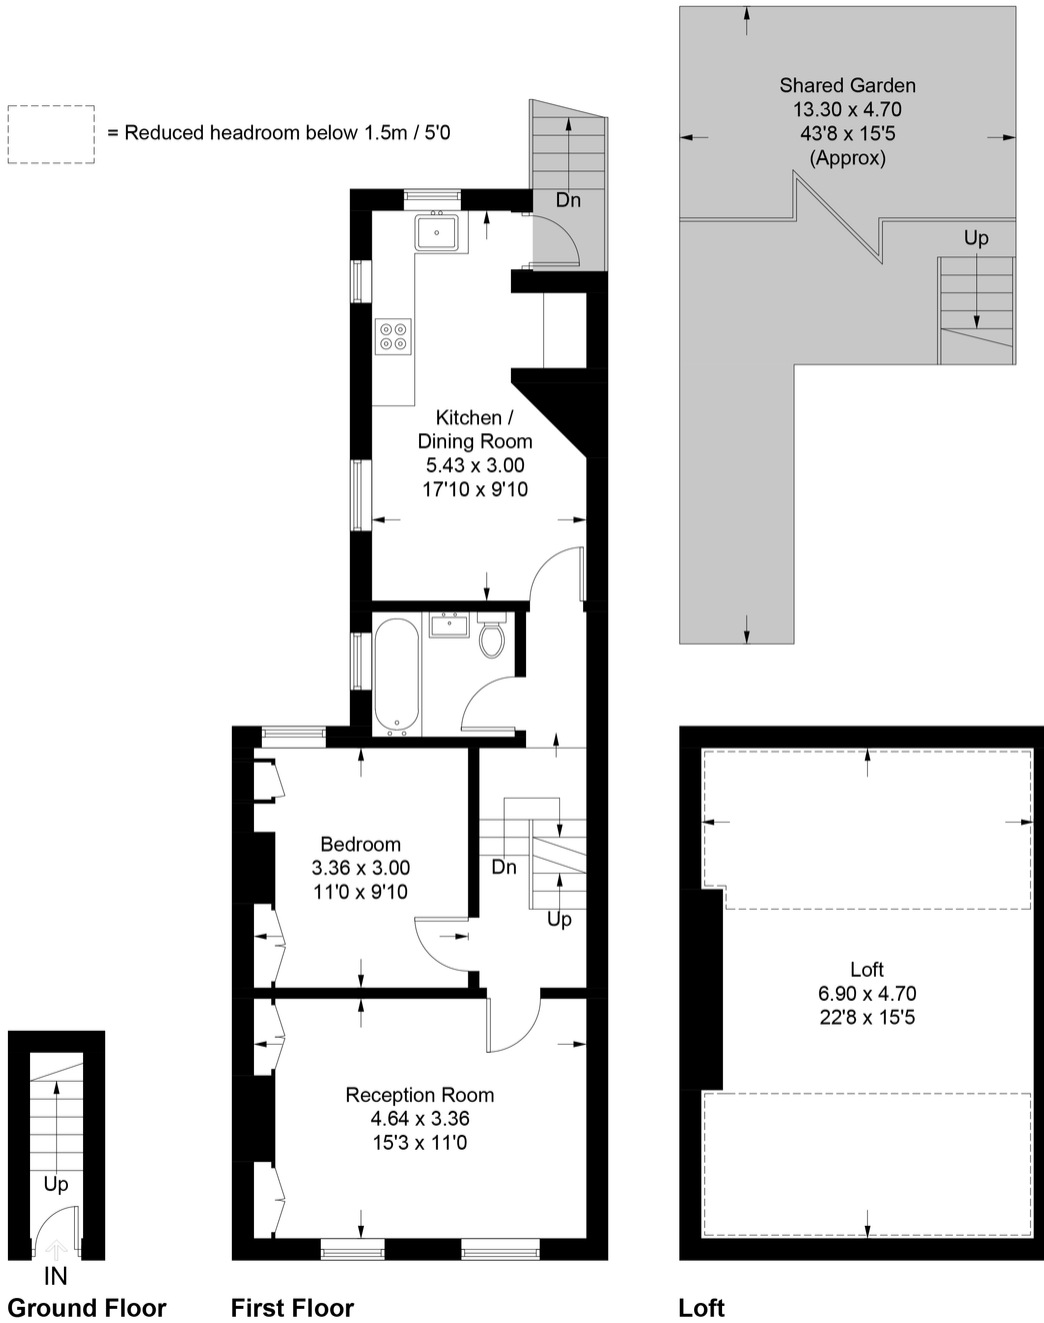 = Reduced headroom below 1.5m / 5'0
Shared Garden
13.30 x 4.70
43'8 x 15'5
(Approx)
Dn
Up
Kitchen /
Dining Room
5.43 x 3.00
17'10 x 9'10
Bedroom
3.36 x 3.00
11'0 x 9'10
Dn
Up
Loft
6.90 x 4.70
22'8 x 15'5
Reception Room
4.64 x 3.36
15'3 x 11'0
Up
IN
Ground Floor
First Floor
Loft